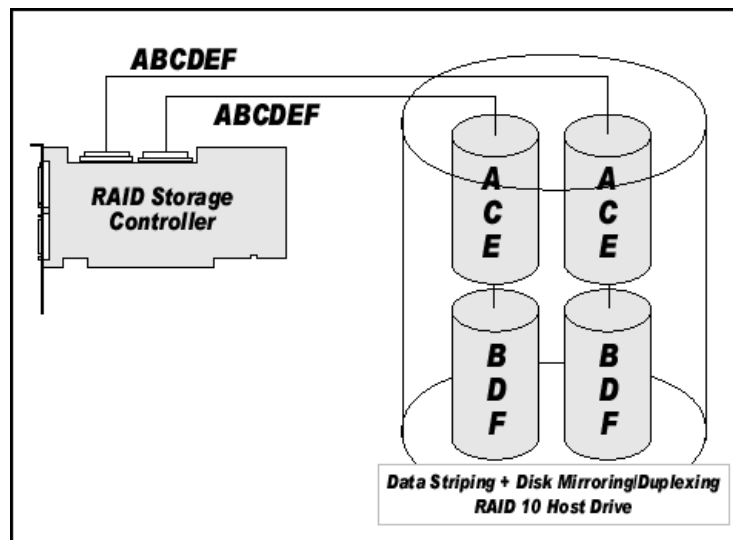 ABCDEF
ABCDEF
RAID Storage
Controller
A
C
E
A
C
E
B
D
F
B
D
F
Data Striping + Disk Mirroring/Duplexing
RAID 10 Host Drive